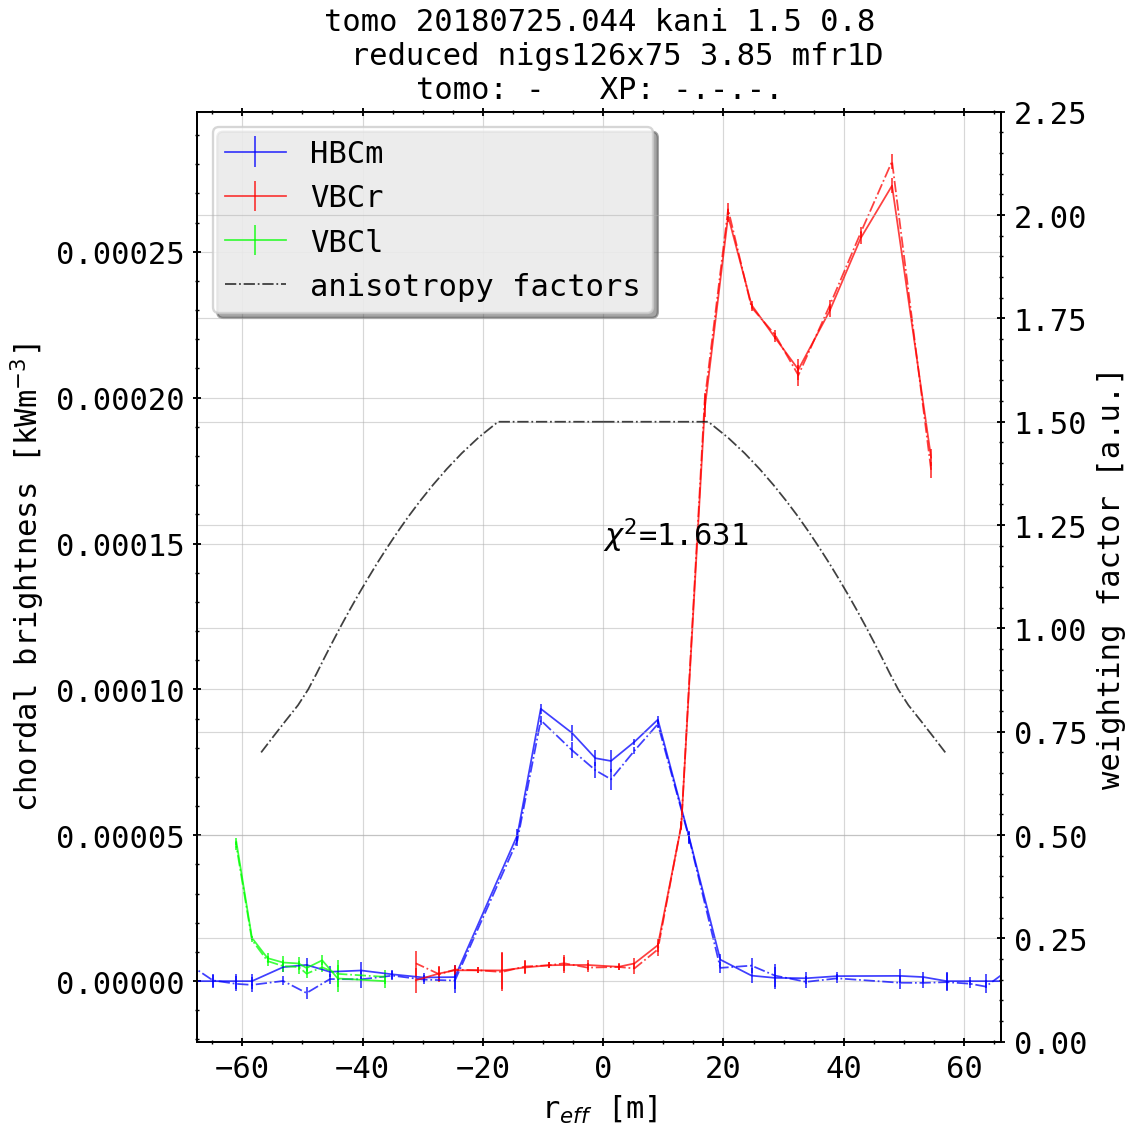 tomo 20180725.044 kani 1.5 0.8
reduced nigs126x75 3.85 mfr1D
tomo: -   XP: -.-.-.
HBCm
VBCr
VBCl
anisotropy factors
χ²=1.631
chordal brightness [kWm⁻³]
0.00025
0.00020
0.00015
0.00010
0.00005
0.00000
−60
−40
−20
0
20
40
60
r_eff [m]
2.25
2.00
1.75
1.50
1.25
1.00
0.75
0.50
0.25
0.00
weighting factor [a.u.]